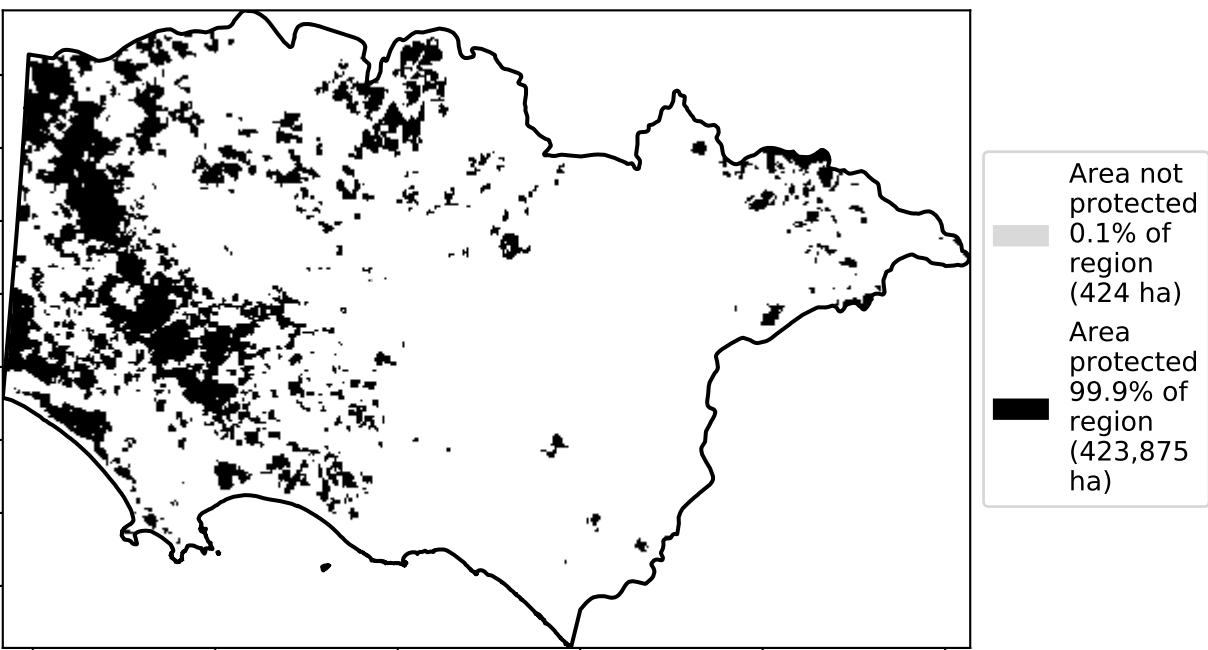 Area not
protected
0.1% of
region
(424 ha)
Area
protected
99.9% of
region
(423,875
ha)